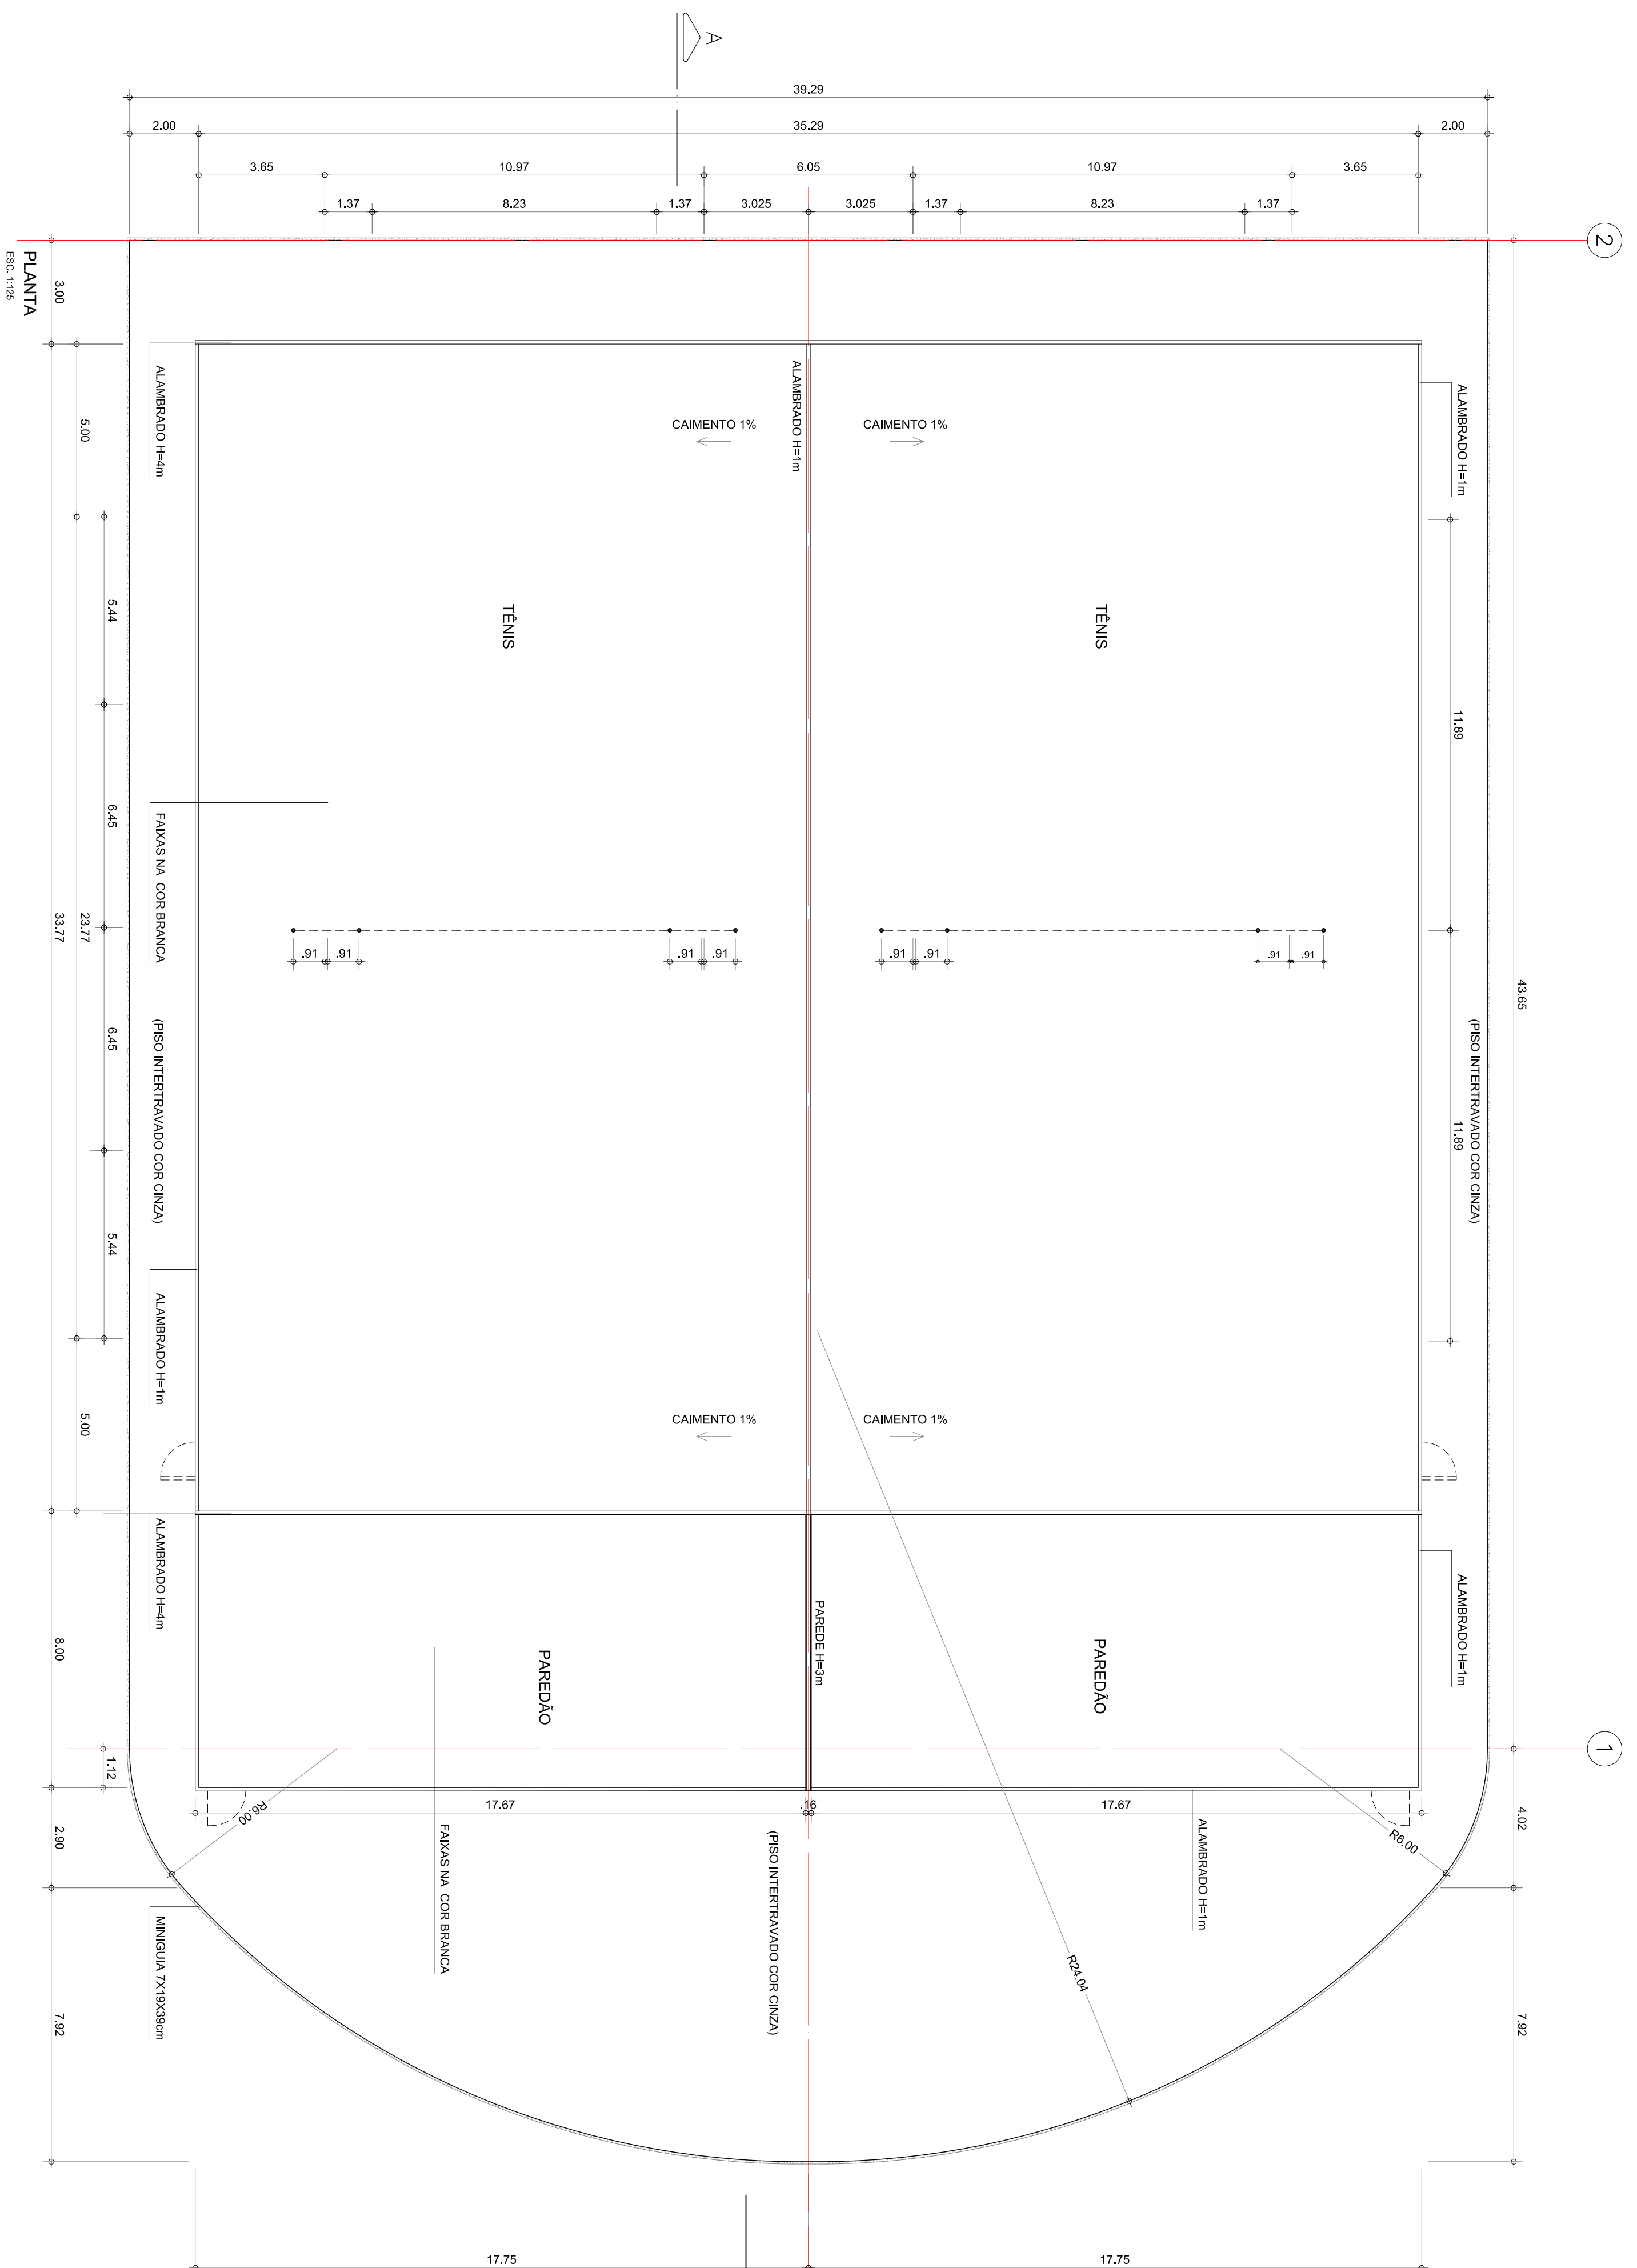 A
39.29
2.00
35.29
2.00
3.65
10.97
6.05
10.97
3.65
1.37
8.23
1.37
3.025
3.025
1.37
8.23
1.37
2
PLANTA
ESC. 1:125
3.00
5.00
ALAMBRADO H=4m
CAIMENTO 1%
ALAMBRADO H=1m
CAIMENTO 1%
ALAMBRADO H=1m
5.44
TÊNIS
TÊNIS
11.89
6.45
FAIXAS NA COR BRANCA
33.77
23.77
.91
.91
.91
.91
.91
.91
.91
.91
43.65
6.45
(PISO INTERTRAVADO COR CINZA)
(PISO INTERTRAVADO COR CINZA)
11.89
5.44
ALAMBRADO H=1m
5.00
CAIMENTO 1%
CAIMENTO 1%
ALAMBRADO H=4m
8.00
PAREDÃO
PAREDE H=3m
PAREDÃO
ALAMBRADO H=1m
1
1.12
17.67
.16
17.67
R6.00
R6.00
4.02
2.90
FAIXAS NA COR BRANCA
(PISO INTERTRAVADO COR CINZA)
ALAMBRADO H=1m
MINIGUIA 7X19X39cm
R24.04
7.92
7.92
17.75
17.75